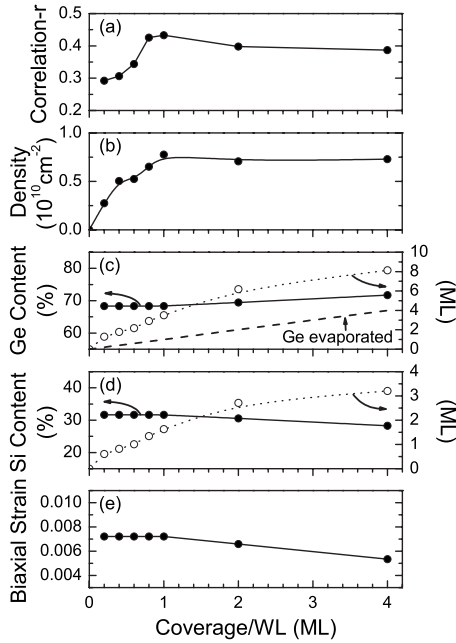 0.5
(a)
0.4
0.3
0.2
Correlation-r
1.0
(b)
0.5
0.0
Density
(10^10 cm^-2)
80
(c)
70
60
Ge Content
(%)
10
8
6
4
2
0
(ML)
Ge evaporated
40
(d)
30
20
Si Content
(%)
4
3
2
1
0
(ML)
0.010
(e)
0.008
0.006
0.004
Biaxial Strain
0
1
2
3
4
Coverage/WL (ML)